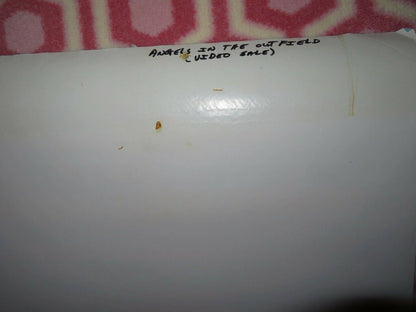 ANGELS IN THE OUTFIELD
(VIDEO SALE)